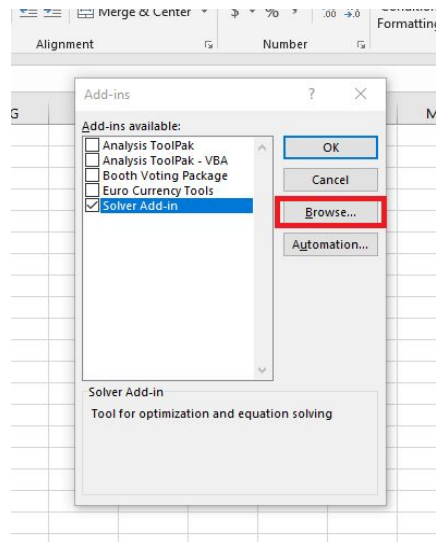 Merge & Center $ % .00 →.0
Formatting
Alignment Number
Add-ins ? ×
G M
Add-ins available:
Analysis ToolPak
Analysis ToolPak - VBA
Booth Voting Package
Euro Currency Tools
Solver Add-in
OK
Cancel
Browse...
Automation...
Solver Add-in
Tool for optimization and equation solving